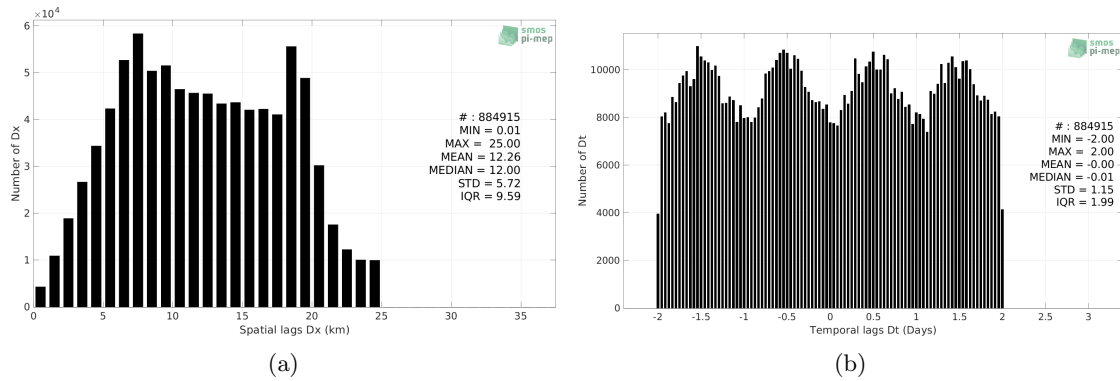 ×10⁴
6
5
4
3
2
1
0
Number of Dx
0 5 10 15 20 25 30 35
Spatial lags Dx (km)
smos
pi-mep
# : 884915
MIN = 0.01
MAX = 25.00
MEAN = 12.26
MEDIAN = 12.00
STD = 5.72
IQR = 9.59
(a)
10000
8000
6000
4000
2000
0
Number of Dt
-2 -1.5 -1 -0.5 0 0.5 1 1.5 2 2.5 3
Temporal lags Dt (Days)
smos
pi-mep
# : 884915
MIN = -2.00
MAX = 2.00
MEAN = -0.00
MEDIAN = -0.01
STD = 1.15
IQR = 1.99
(b)